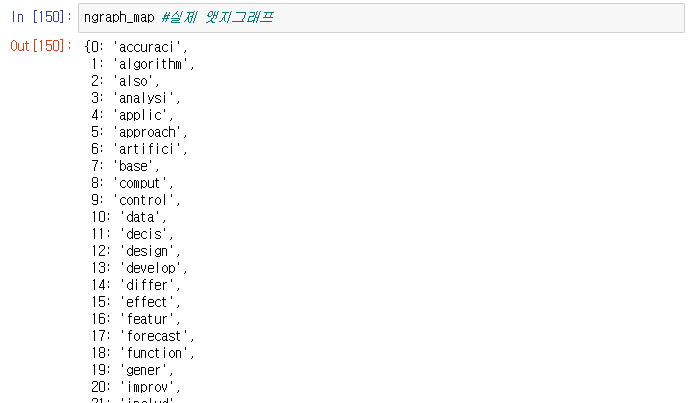 In [150]: ngraph_map #실제 엣지그래프
Out[150]: {0: 'accuraci',
1: 'algorithm',
2: 'also',
3: 'analysi',
4: 'applic',
5: 'approach',
6: 'artifici',
7: 'base',
8: 'comput',
9: 'control',
10: 'data',
11: 'decis',
12: 'design',
13: 'develop',
14: 'differ',
15: 'effect',
16: 'featur',
17: 'forecast',
18: 'function',
19: 'gener',
20: 'improv',
21: 'includ'